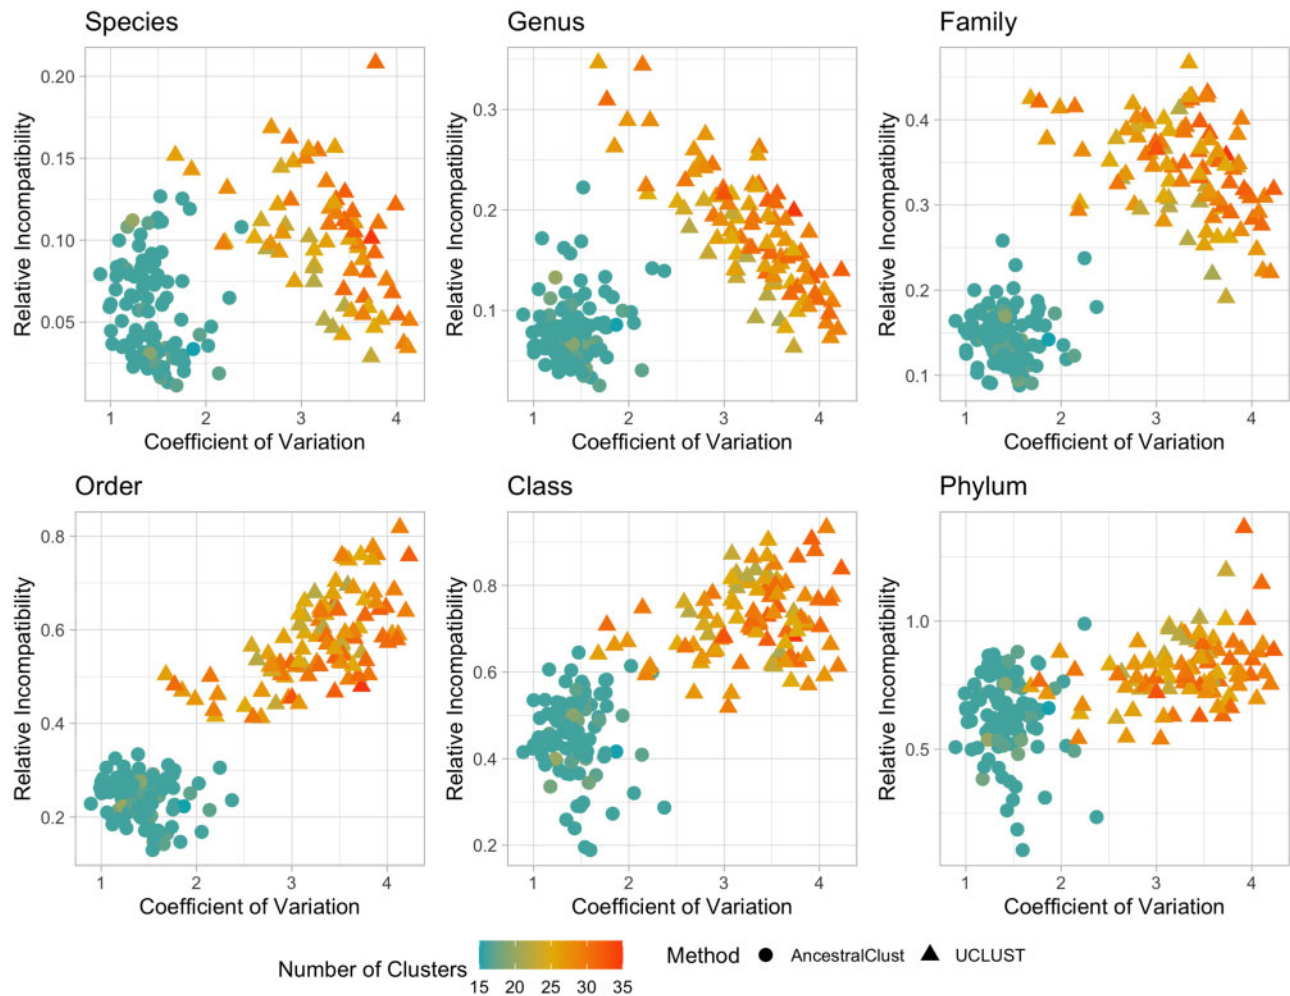 Species
Genus
Family
Relative Incompatibility
0.20
0.15
0.10
0.05
1 2 3 4
Coefficient of Variation
Relative Incompatibility
0.3
0.2
0.1
1 2 3 4
Coefficient of Variation
Relative Incompatibility
0.4
0.3
0.2
0.1
1 2 3 4
Coefficient of Variation
Order
Class
Phylum
Relative Incompatibility
0.8
0.6
0.4
0.2
1 2 3 4
Coefficient of Variation
Relative Incompatibility
0.8
0.6
0.4
0.2
1 2 3 4
Coefficient of Variation
Relative Incompatibility
1.0
0.5
1 2 3 4
Coefficient of Variation
Number of Clusters
15 20 25 30 35
Method AncestralClust UCLUST